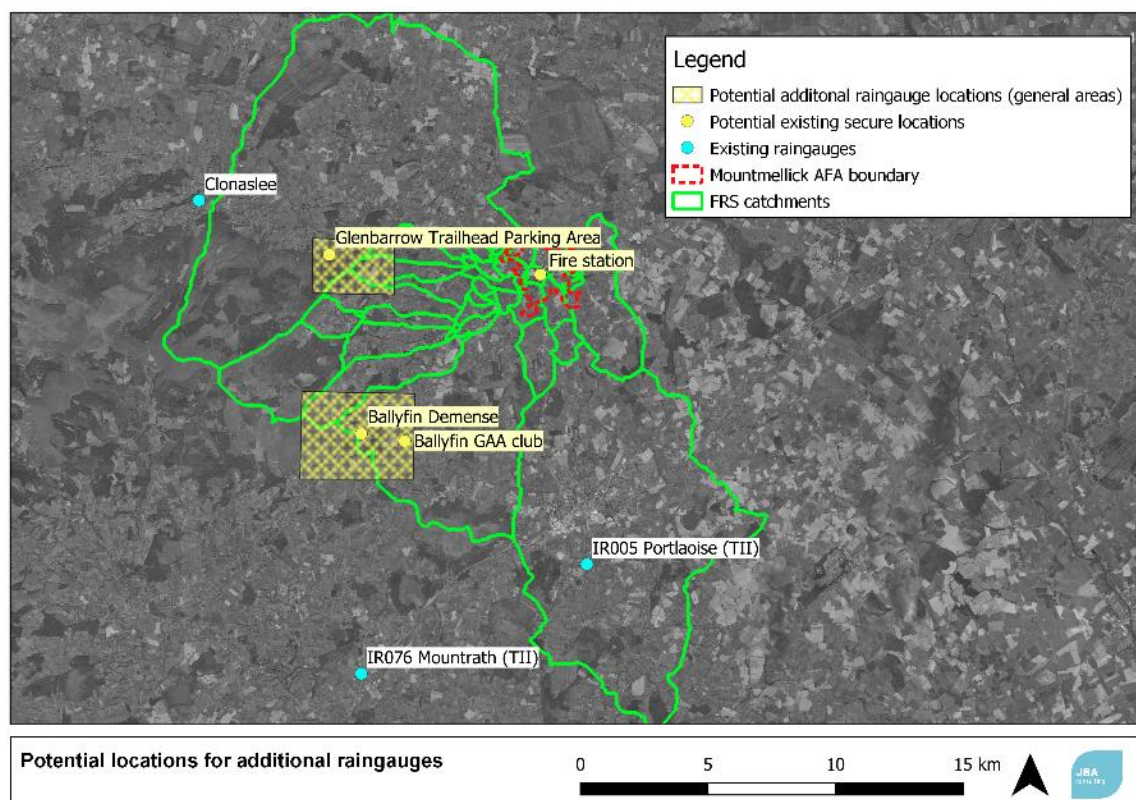 Legend
Potential additonal raingauge locations (general areas)
Potential existing secure locations
Existing raingauges
Mountmellick AFA boundary
FRS catchments
Clonaslee
Glenbarrow Trailhead Parking Area
Fire station
Ballyfin Demense
Ballyfin GAA club
IR005 Portlaoise (TII)
IR076 Mountrath (TII)
Potential locations for additional raingauges
0 5 10 15 km
JBA
consulting